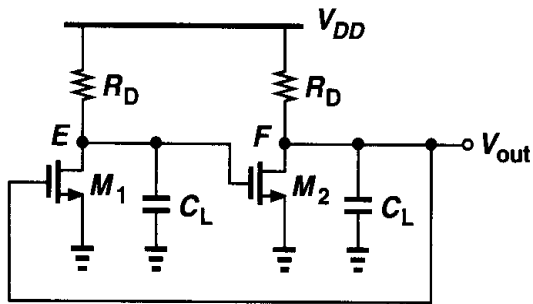 V_DD
R_D R_D
E F
V_out
M_1 M_2
C_L C_L